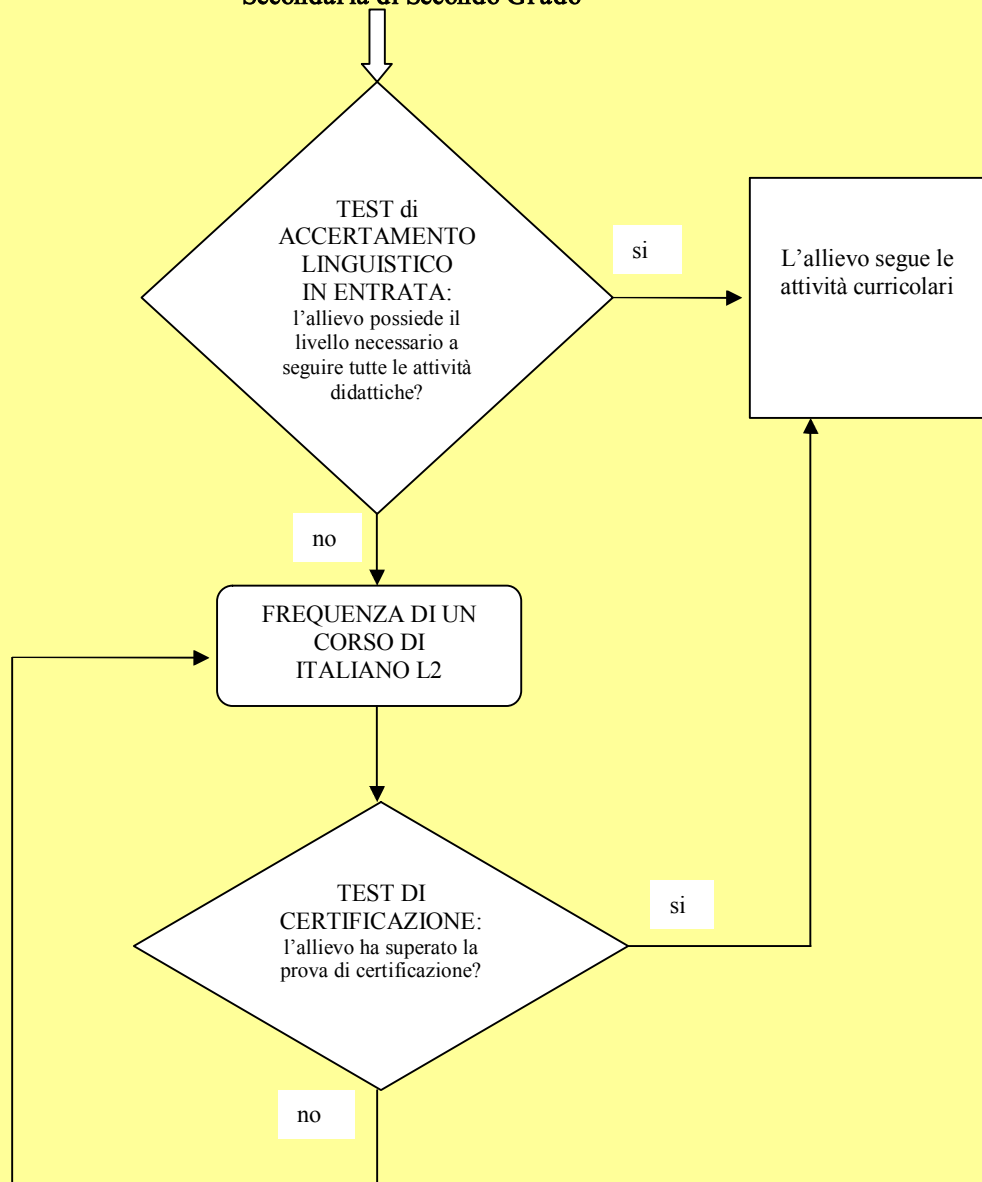 Secondaria di Secondo Grado
TEST di
ACCERTAMENTO
LINGUISTICO
IN ENTRATA:
l’allievo possiede il
livello necessario a
seguire tutte le attività
didattiche?
si
L’allievo segue le
attività curricolari
no
FREQUENZA DI UN
CORSO DI
ITALIANO L2
TEST DI
CERTIFICAZIONE:
l’allievo ha superato la
prova di certificazione?
si
no